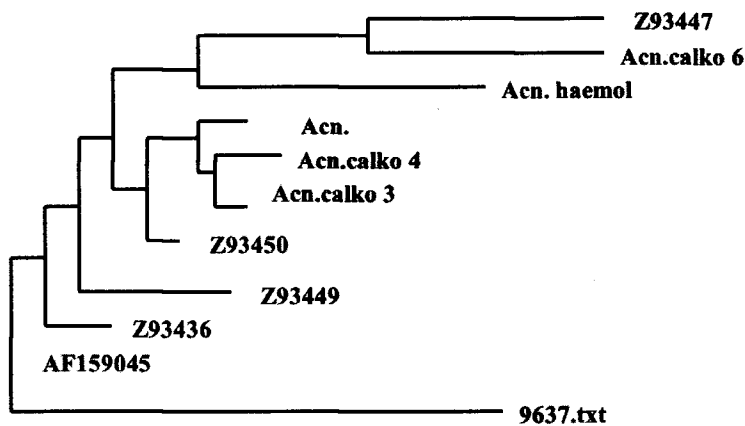 Z93447
Acn.calko 6
Acn. haemol
Acn.
Acn.calko 4
Acn.calko 3
Z93450
Z93449
Z93436
AF159045
9637.txt